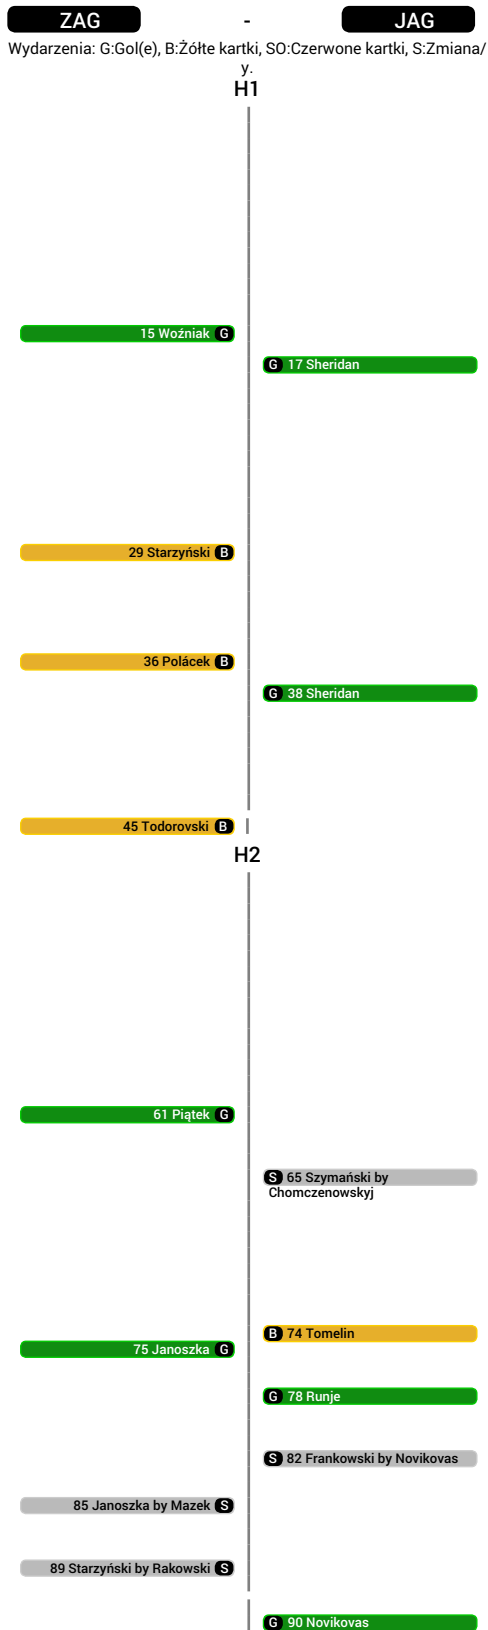 ZAG - JAG
Wydarzenia: G:Gol(e), B:Żółte kartki, SO:Czerwone kartki, S:Zmiana/
y.
H1
15 Woźniak G
G 17 Sheridan
29 Starzyński B
36 Polácek B
G 38 Sheridan
45 Todorovski B
H2
61 Piątek G
S 65 Szymański by
Chomczenowskyj
B 74 Tomelin
75 Janoszka G
G 78 Runje
S 82 Frankowski by Novikovas
85 Janoszka by Mazek S
89 Starzyński by Rakowski S
G 90 Novikovas